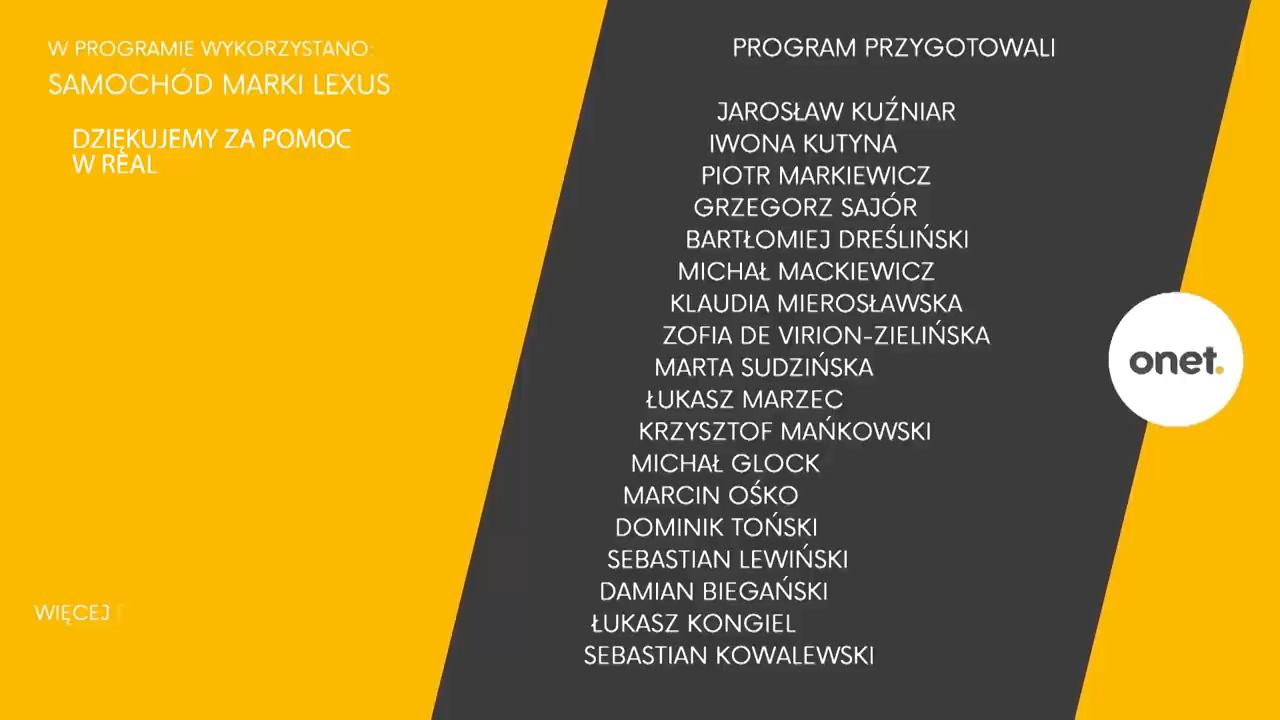 W PROGRAMIE WYKORZYSTANO:
SAMOCHÓD MARKI LEXUS
DZIĘKUJEMY ZA POMOC
W REAL
WIĘCEJ
PROGRAM PRZYGOTOWALI
JAROSŁAW KUŹNIAR
IWONA KUTYNA
PIOTR MARKIEWICZ
GRZEGORZ SAJÓR
BARTŁOMIEJ DREŚLIŃSKI
MICHAŁ MACKIEWICZ
KLAUDIA MIEROSŁAWSKA
ZOFIA DE VIRION-ZIELIŃSKA
MARTA SUDZIŃSKA
ŁUKASZ MARZEC
KRZYSZTOF MAŃKOWSKI
MICHAŁ GLOCK
MARCIN OŚKO
DOMINIK TOŃSKI
SEBASTIAN LEWIŃSKI
DAMIAN BIEGAŃSKI
ŁUKASZ KONGIEL
SEBASTIAN KOWALEWSKI
onet.